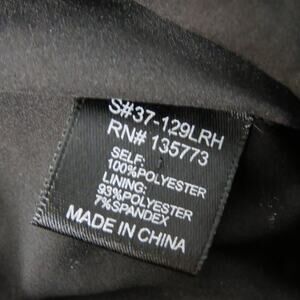 S#37-129LRH
RN# 135773
SELF:
100%POLYESTER
LINING:
93%POLYESTER
7%SPANDEX
MADE IN CHINA